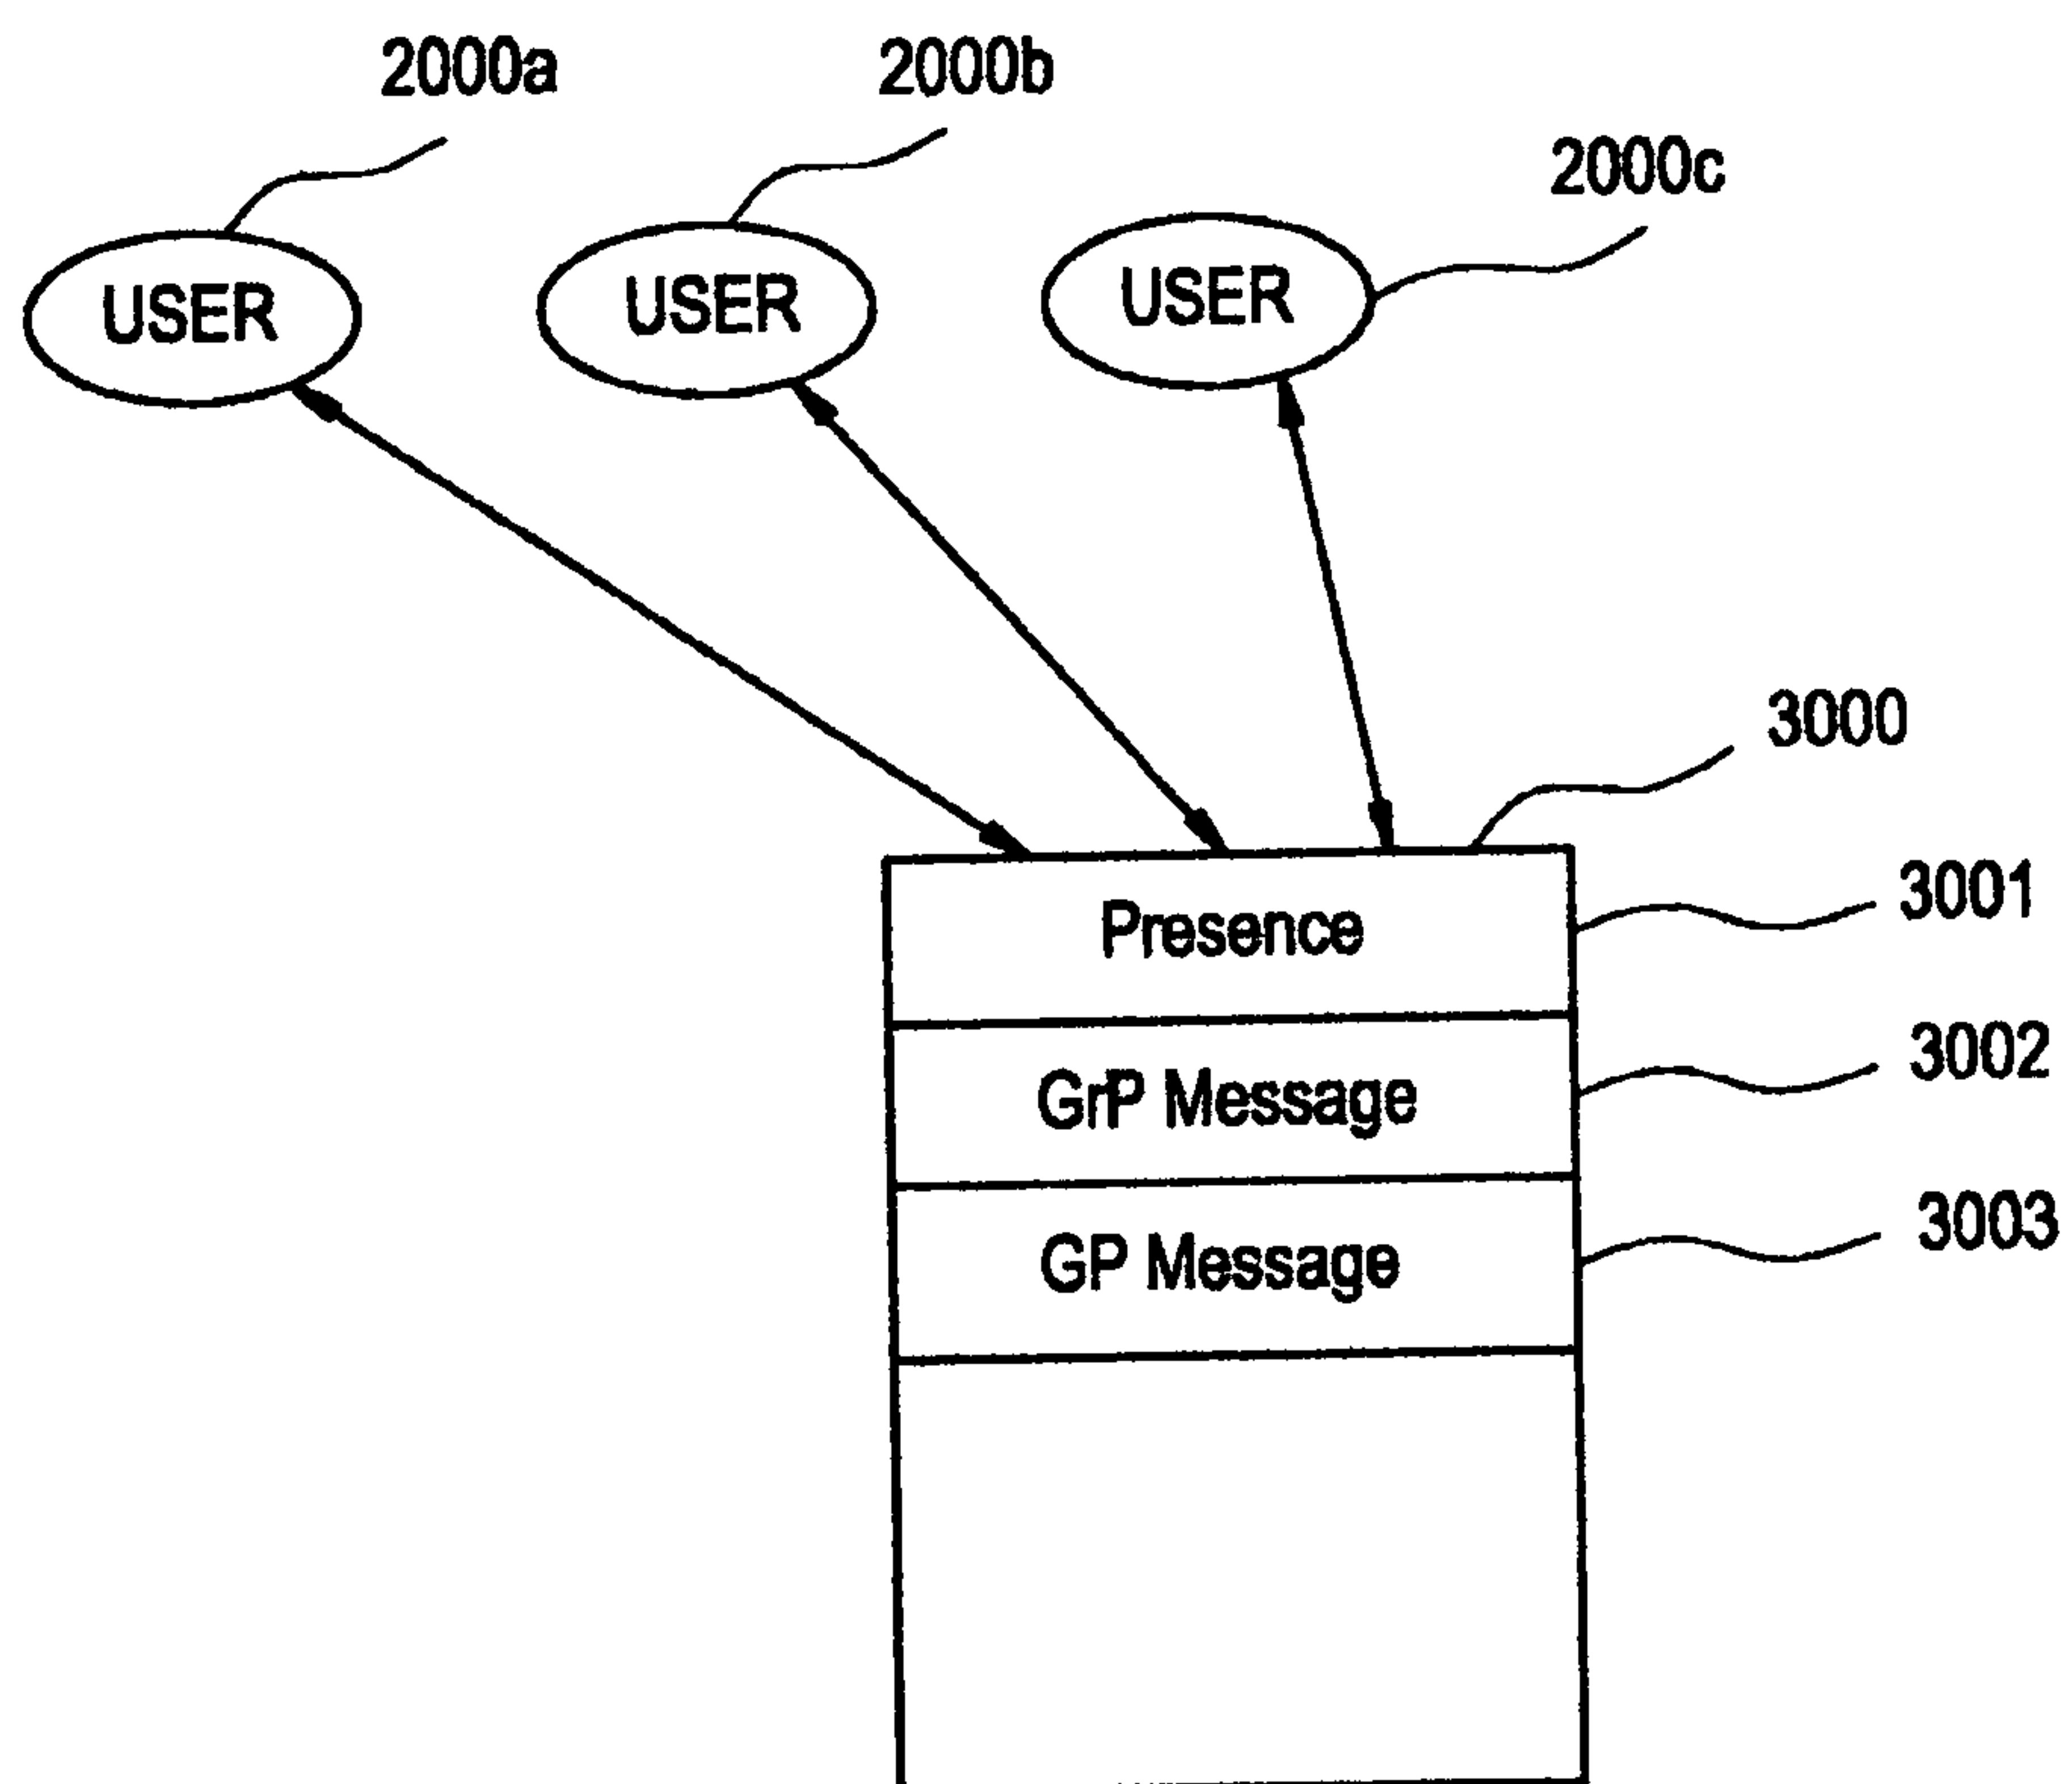 2000a
2000b
2000c
USER
USER
USER
3000
Presence
3001
GrP Message
3002
GP Message
3003